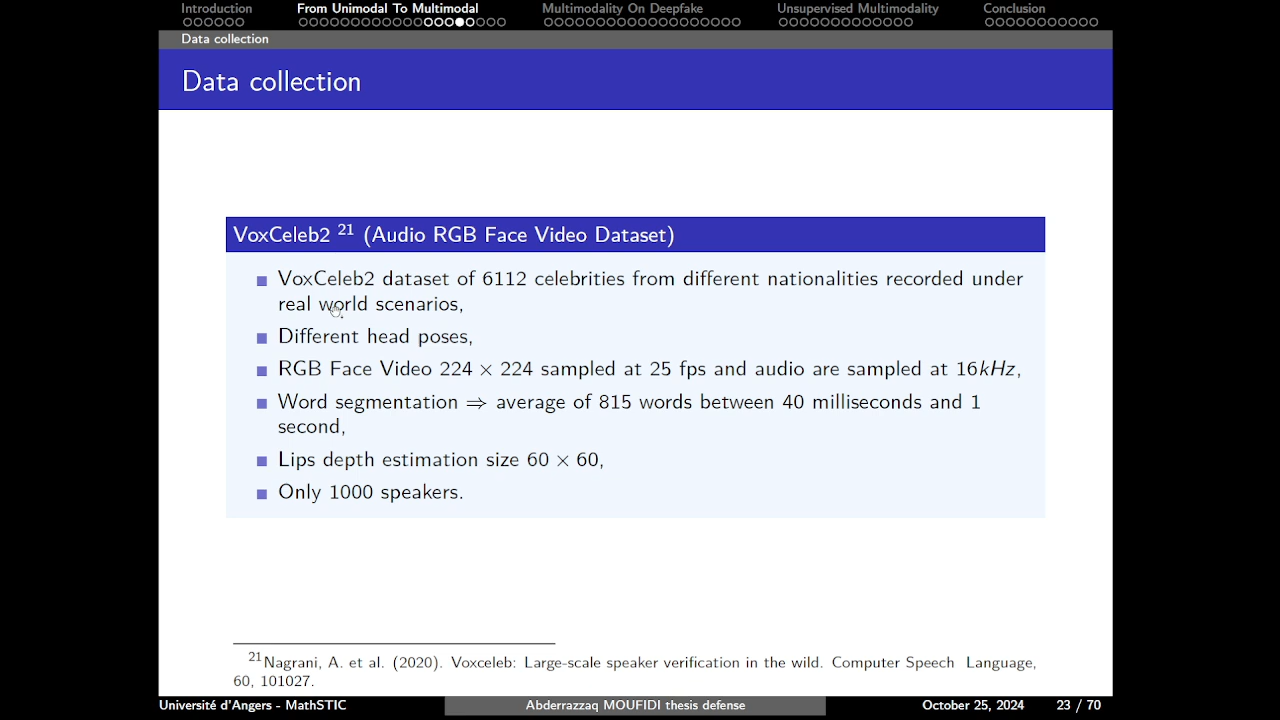 Introduction From Unimodal To Multimodal Multimodality On Deepfake Unsupervised Multimodality Conclusion
Data collection
Data collection
VoxCeleb2 21 (Audio RGB Face Video Dataset)
VoxCeleb2 dataset of 6112 celebrities from different nationalities recorded under
real world scenarios,
Different head poses,
RGB Face Video 224 × 224 sampled at 25 fps and audio are sampled at 16kHz,
Word segmentation ⇒ average of 815 words between 40 milliseconds and 1
second,
Lips depth estimation size 60 × 60,
Only 1000 speakers.
21Nagrani, A. et al. (2020). Voxceleb: Large-scale speaker verification in the wild. Computer Speech Language,
60, 101027.
Université d'Angers - MathSTIC Abderrazzaq MOUFIDI thesis defense October 25, 2024 23 / 70